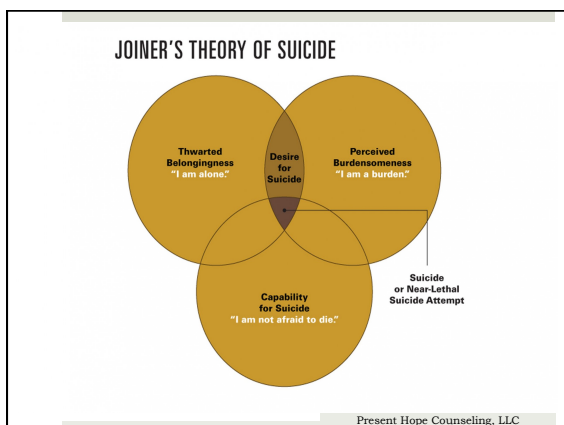 JOINER'S THEORY OF SUICIDE
Thwarted
Belongingness
"I am alone."
Desire
for
Suicide
Perceived
Burdensomeness
"I am a burden."
Suicide
or Near-Lethal
Suicide Attempt
Capability
for Suicide
"I am not afraid to die."
Present Hope Counseling, LLC